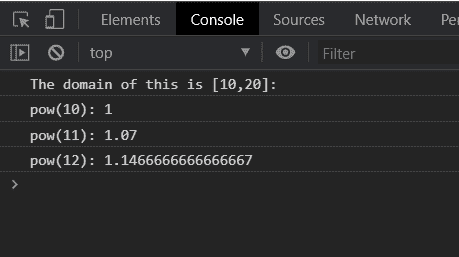 Elements Console Sources Network
top Filter
The domain of this is [10,20]:
pow(10): 1
pow(11): 1.07
pow(12): 1.1466666666666667